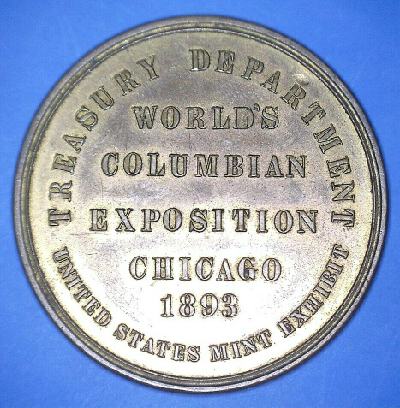 TREASURY DEPARTMENT
WORLD'S
COLUMBIAN
EXPOSITION
CHICAGO
1893
UNITED STATES MINT EXHIBIT